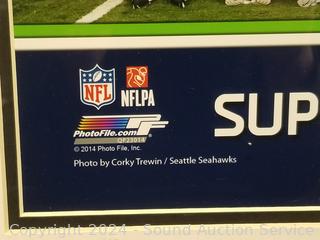 NFL
NFLPA
PHOTOFILE.COM PF
© 2014 Photo File, Inc.
SUP
Photo by Corky Trewin / Seattle Seahawks
Copyright 2024 - Sound Auction Service